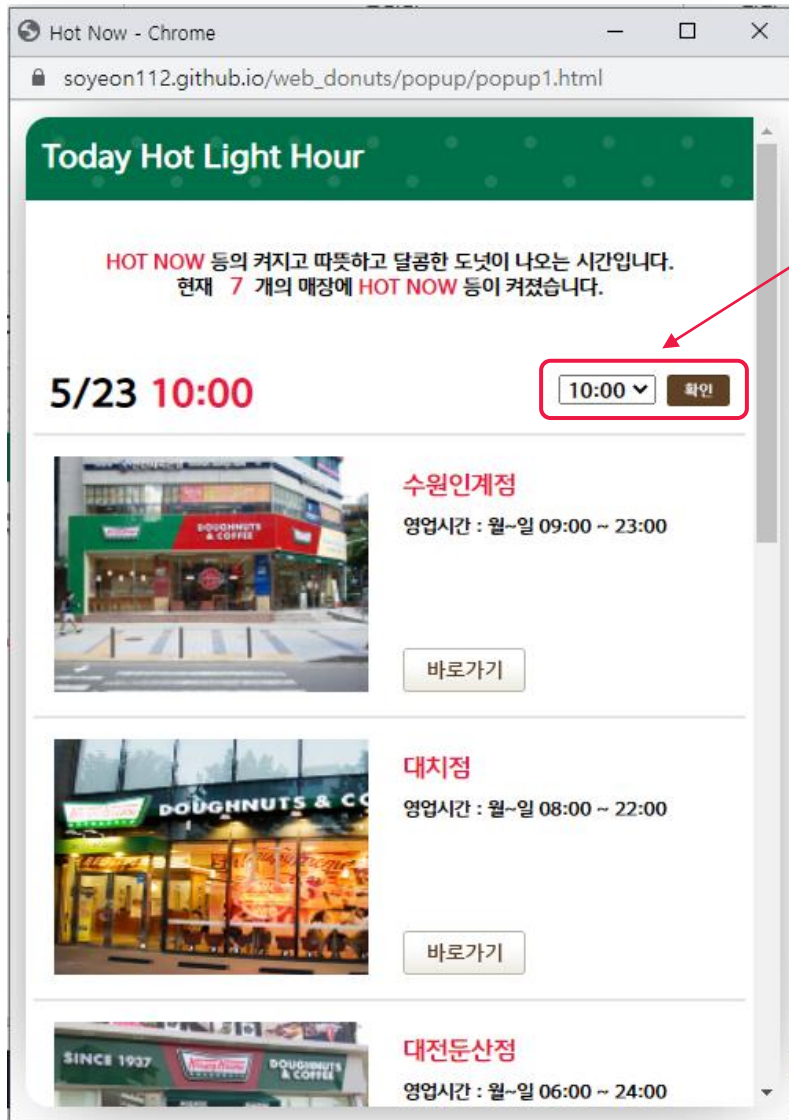 Hot Now - Chrome
soyeon112.github.io/web_donuts/popup/popup1.html
Today Hot Light Hour
HOT NOW 등의 켜지고 따뜻하고 달콤한 도넛이 나오는 시간입니다.
현재 7 개의 매장에 HOT NOW 등이 켜졌습니다.
5/23 10:00
10:00 확인
DOUGHNUTS
& COFFEE
수원인계점
영업시간 : 월~일 09:00 ~ 23:00
바로가기
DOUGHNUTS & CO
대치점
영업시간 : 월~일 08:00 ~ 22:00
바로가기
SINCE 1937
DOUGHNUTS
& COFFEE
대전둔산점
영업시간 : 월~일 06:00 ~ 24:00